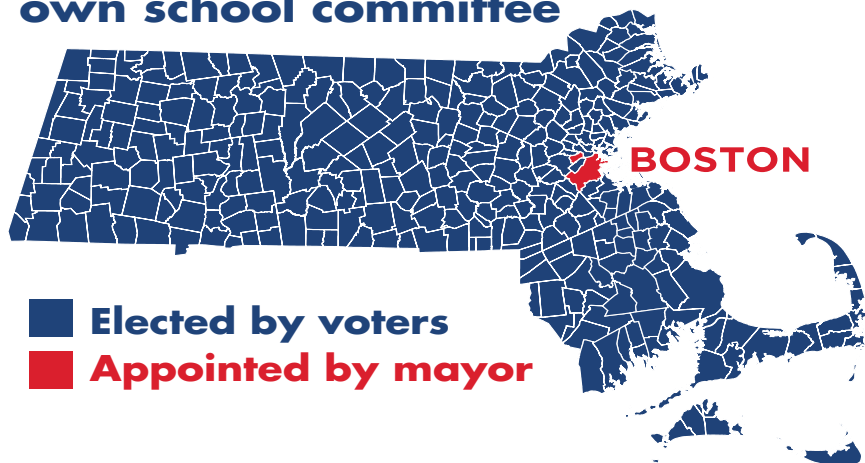 own school committee
BOSTON
Elected by voters
Appointed by mayor